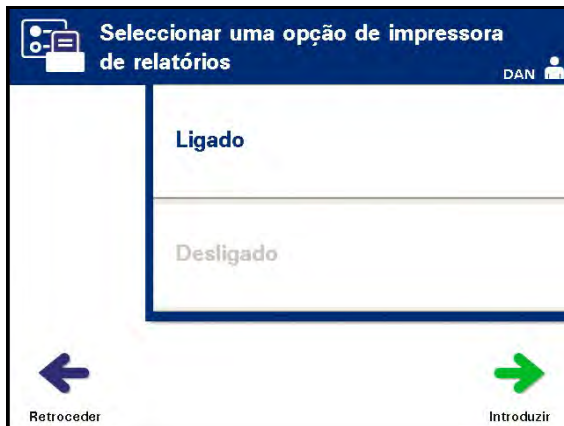 Seleccionar uma opção de impressora
de relatórios
DAN
Ligado
Desligado
Retroceder
Introduzir